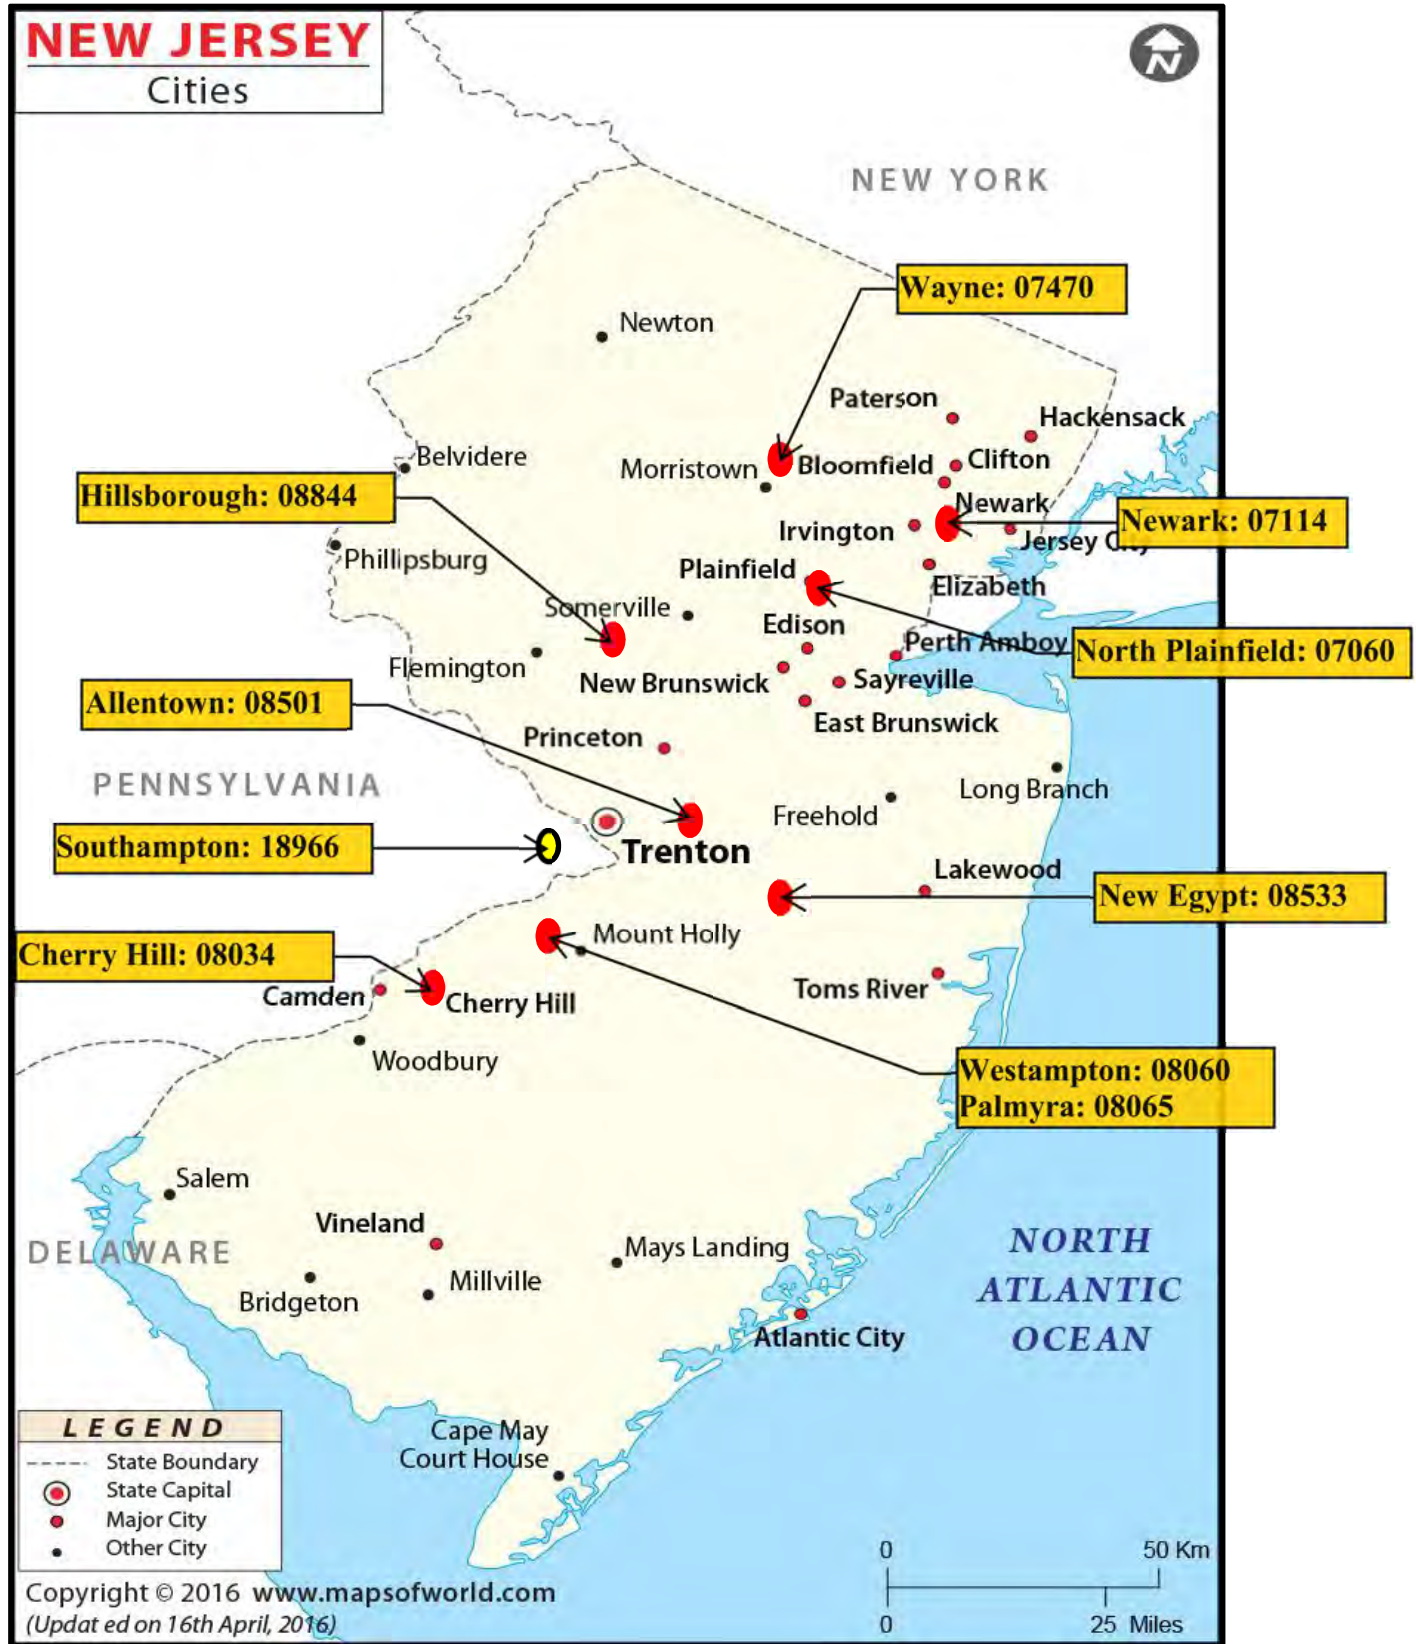 NEW JERSEY
Cities
N
NEW YORK
Wayne: 07470
Newton
Paterson
Hackensack
Belvidere
Morristown
Bloomfield
Clifton
Hillsborough: 08844
Newark
Newark: 07114
Irvington
Jersey City
Phillipsburg
Plainfield
Elizabeth
Somerville
Edison
Perth Amboy
North Plainfield: 07060
Flemington
New Brunswick
Sayreville
Allentown: 08501
East Brunswick
Princeton
PENNSYLVANIA
Long Branch
Freehold
Southampton: 18966
Trenton
Lakewood
New Egypt: 08533
Mount Holly
Cherry Hill: 08034
Camden
Cherry Hill
Toms River
Woodbury
Westampton: 08060
Palmyra: 08065
Salem
Vineland
DELAWARE
Mays Landing
Millville
Bridgeton
Atlantic City
NORTH
ATLANTIC
OCEAN
LEGEND
State Boundary
State Capital
Major City
Other City
Cape May
Court House
0 50 Km
0 25 Miles
Copyright © 2016 www.mapsofworld.com
(Updat ed on 16th April, 2016)